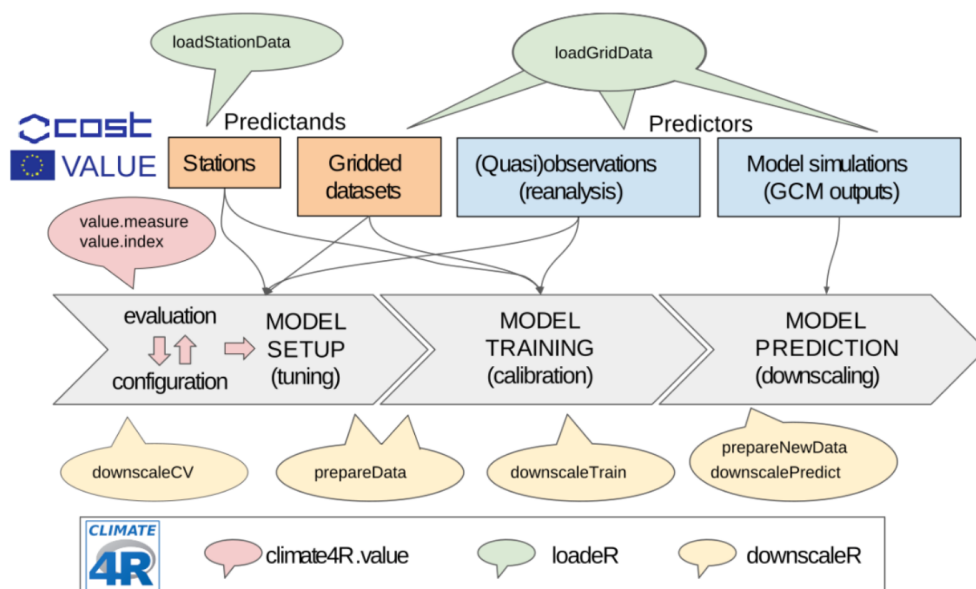 loadStationData
loadGridData
cost
VALUE
Predictands
Predictors
Stations
Gridded
datasets
(Quasi)observations
(reanalysis)
Model simulations
(GCM outputs)
value.measure
value.index
evaluation
configuration
MODEL
SETUP
(tuning)
MODEL
TRAINING
(calibration)
MODEL
PREDICTION
(downscaling)
downscaleCV
prepareData
downscaleTrain
prepareNewData
downscalePredict
CLIMATE
4R
climate4R.value
loadeR
downscaleR